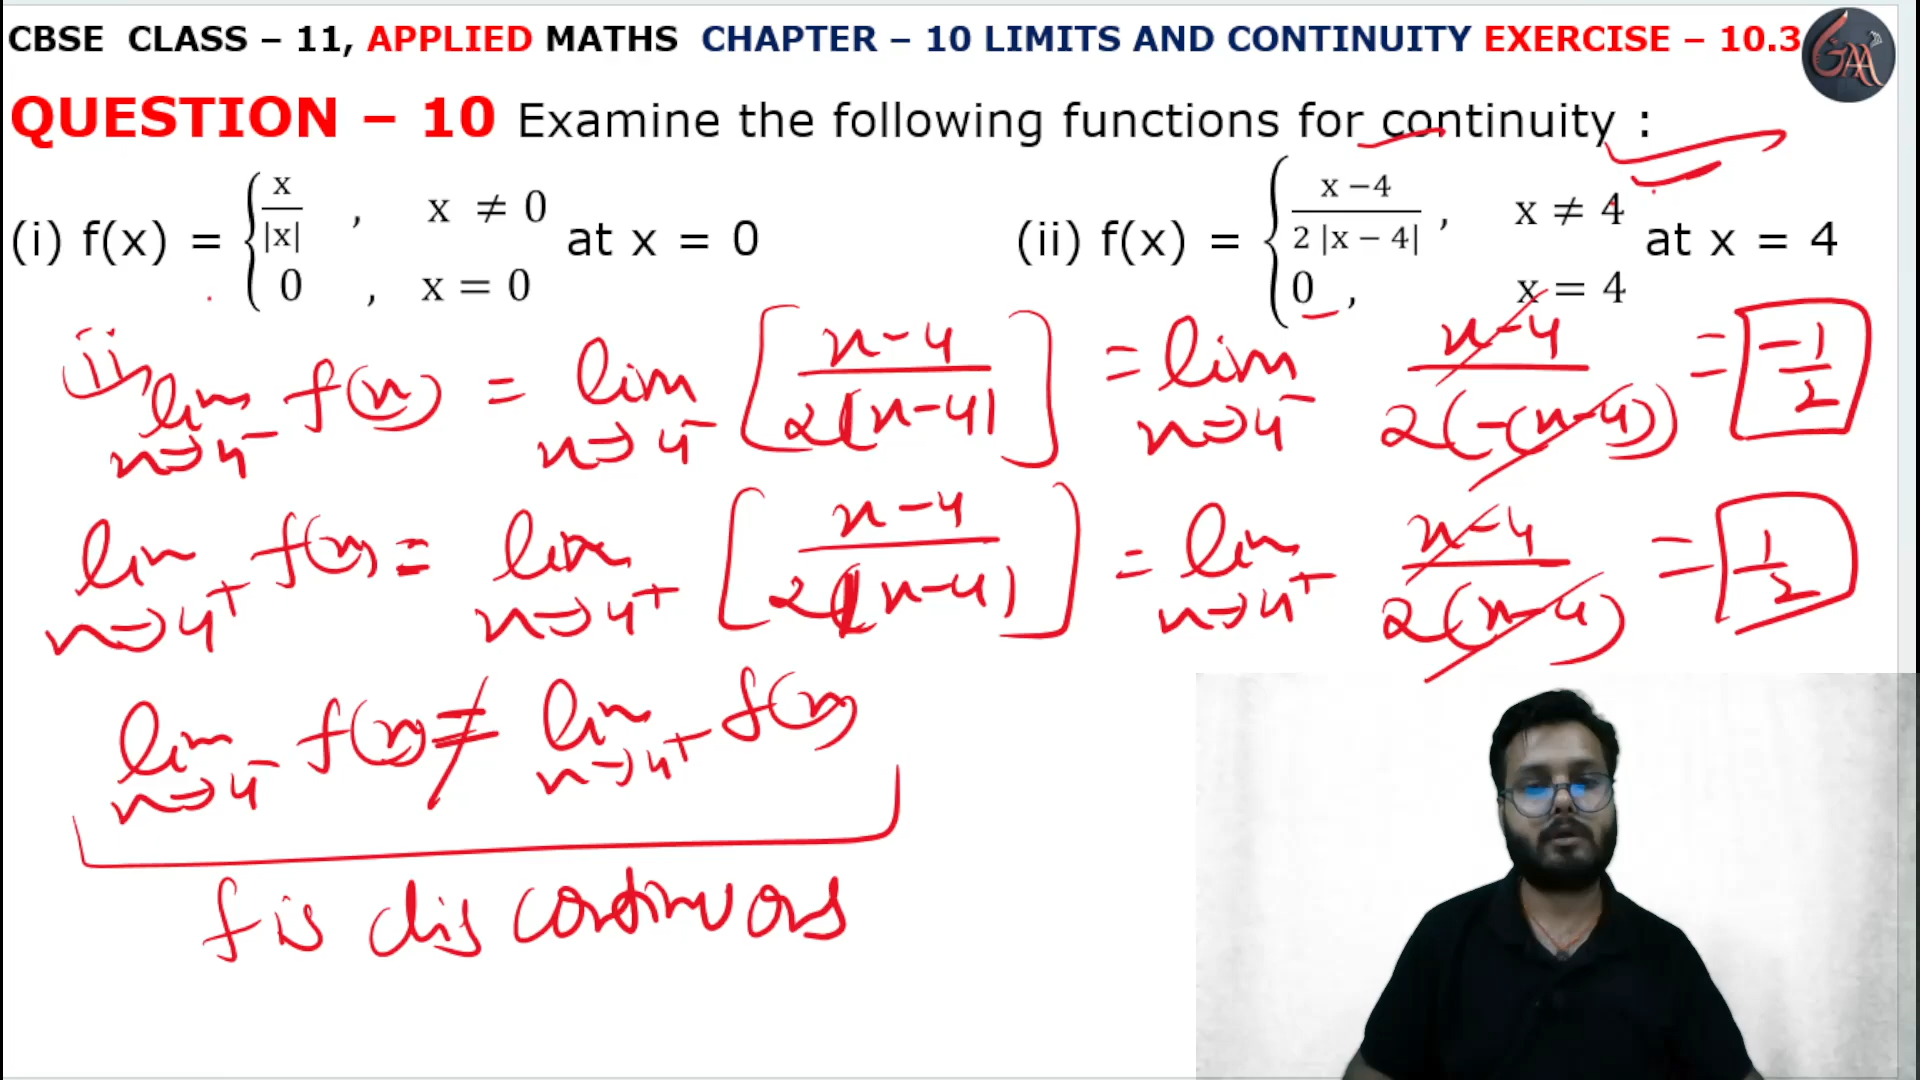 CBSE CLASS – 11, APPLIED MATHS CHAPTER – 10 LIMITS AND CONTINUITY EXERCISE – 10.3
GAA
QUESTION – 10 Examine the following functions for continuity :
(i) f(x) = { x/|x| , x ≠ 0 ; 0 , x = 0 at x = 0
(ii) f(x) = { x −4 / 2 |x − 4| , x ≠ 4 ; 0 , x = 4 at x = 4
(ii) lim x→4⁻ f(x) = lim x→4⁻ [ x-4 / 2|x-4| ] = lim x→4⁻ x-4 / 2(-(x-4)) = -1/2
lim x→4⁺ f(x) = lim x→4⁺ [ x-4 / 2|x-4| ] = lim x→4⁺ x-4 / 2(x-4) = 1/2
lim x→4⁻ f(x) ≠ lim x→4⁺ f(x)
f is discontinuous